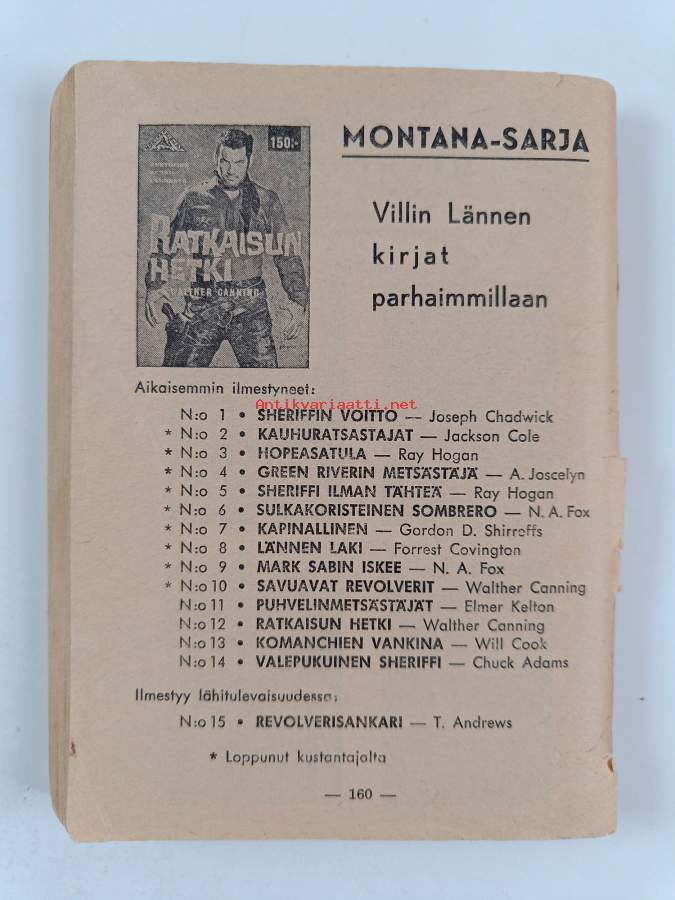 MONTANA-SARJA
150:-
RATKAISUN
HETKI
WALTHER CANNING
Villin Lännen
kirjat
parhaimmillaan
Aikaisemmin ilmestyneet:
Antikvariaatti.net
N:o 1 • SHERIFFIN VOITTO — Joseph Chadwick
* N:o 2 • KAUHURATSASTAJAT — Jackson Cole
* N:o 3 • HOPEASATULA — Ray Hogan
* N:o 4 • GREEN RIVERIN METSÄSTÄJÄ — A. Joscelyn
* N:o 5 • SHERIFFI ILMAN TÄHTEÄ — Ray Hogan
* N:o 6 • SULKAKORISTEINEN SOMBRERO — N. A. Fox
* N:o 7 • KAPINALLINEN — Gordon D. Shirreffs
* N:o 8 • LÄNNEN LAKI — Forrest Covington
* N:o 9 • MARK SABIN ISKEE — N. A. Fox
* N:o 10 • SAVUAVAT REVOLVERIT — Walther Canning
N:o 11 • PUHVELINMETSÄSTÄJÄT — Elmer Kelton
N:o 12 • RATKAISUN HETKI — Walther Canning
N:o 13 • KOMANCHIEN VANKINA — Will Cook
N:o 14 • VALEPUKUINEN SHERIFFI — Chuck Adams
Ilmestyy lähitulevaisuudessa:
N:o 15 • REVOLVERISANKARI — T. Andrews
* Loppunut kustantajalta
— 160 —